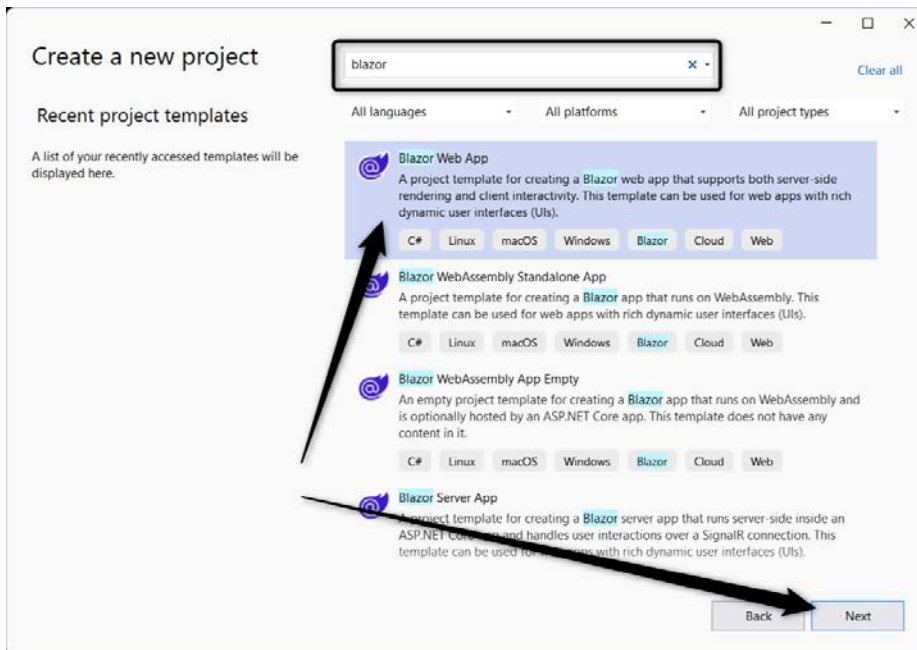 Create a new project
blazor
Clear all
Recent project templates
All languages
All platforms
All project types
A list of your recently accessed templates will be
displayed here.
Blazor Web App
A project template for creating a Blazor web app that supports both server-side
rendering and client interactivity. This template can be used for web apps with rich
dynamic user interfaces (UIs).
C# Linux macOS Windows Blazor Cloud Web
Blazor WebAssembly Standalone App
A project template for creating a Blazor app that runs on WebAssembly. This
template can be used for web apps with rich dynamic user interfaces (UIs).
C# Linux macOS Windows Blazor Cloud Web
Blazor WebAssembly App Empty
An empty project template for creating a Blazor app that runs on WebAssembly and
is optionally hosted by an ASP.NET Core app. This template does not have any
content in it.
C# Linux macOS Windows Blazor Cloud Web
Blazor Server App
A project template for creating a Blazor server app that runs server-side inside an
ASP.NET Core app and handles user interactions over a SignalR connection. This
template can be used for web apps with rich dynamic user interfaces (UIs).
Back
Next